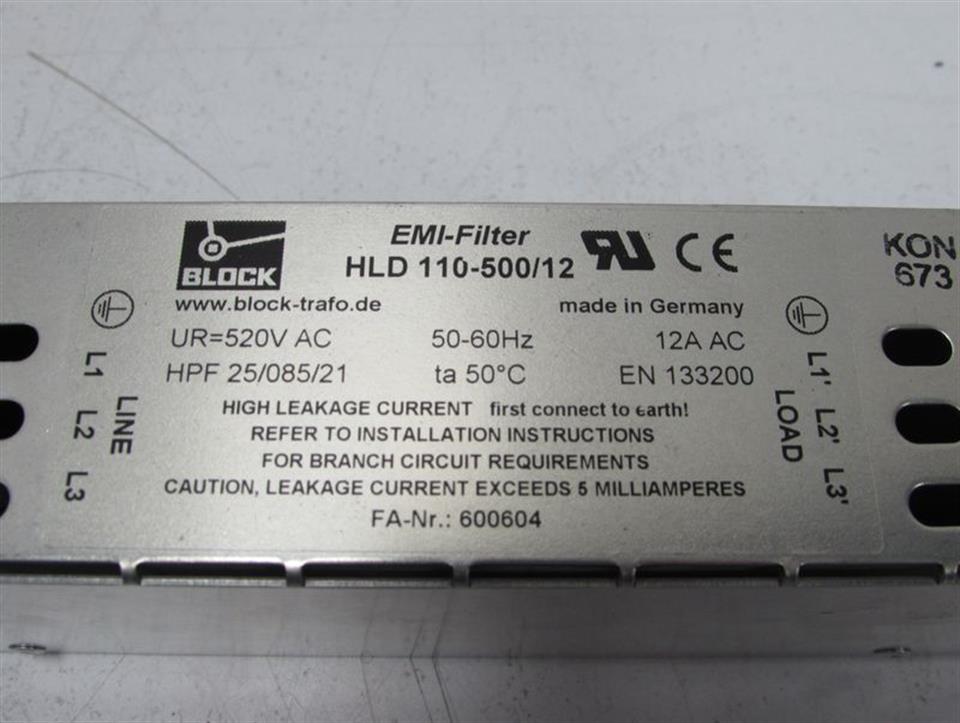 BLOCK
EMI-Filter
HLD 110-500/12
RU CE
KON
673
www.block-trafo.de
made in Germany
UR=520V AC 50-60Hz 12A AC
HPF 25/085/21 ta 50°C EN 133200
HIGH LEAKAGE CURRENT first connect to earth!
REFER TO INSTALLATION INSTRUCTIONS
FOR BRANCH CIRCUIT REQUIREMENTS
CAUTION, LEAKAGE CURRENT EXCEEDS 5 MILLIAMPERES
FA-Nr.: 600604
L1 L2 L3
LINE
L1' L2' L3'
LOAD